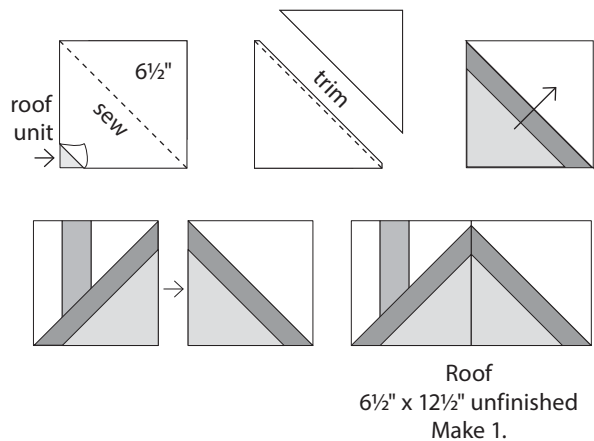 6½"
sew
roof
unit
trim
Roof
6½" x 12½" unfinished
Make 1.